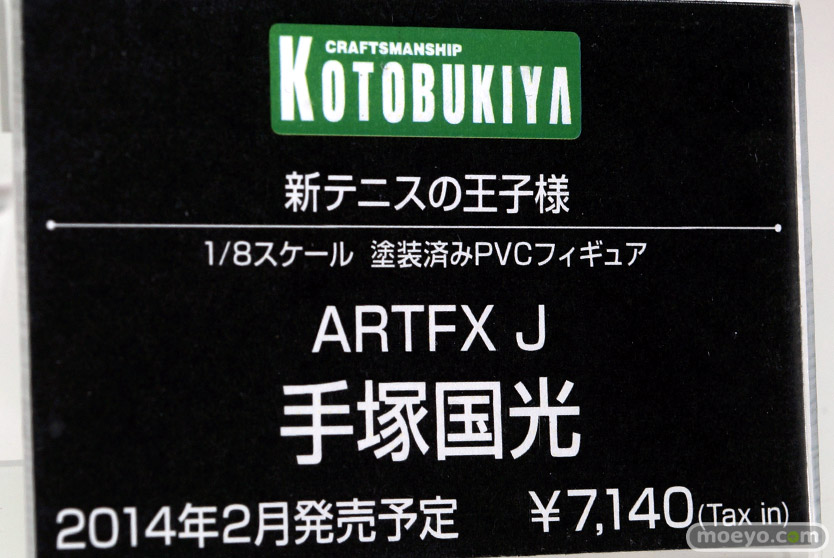 CRAFTSMANSHIP
KOTOBUKIYA
新テニスの王子様
1/8スケール 塗装済みPVCフィギュア
ARTFX J
手塚国光
2014年2月発売予定 ￥7,140(Tax in)
moeyo.com